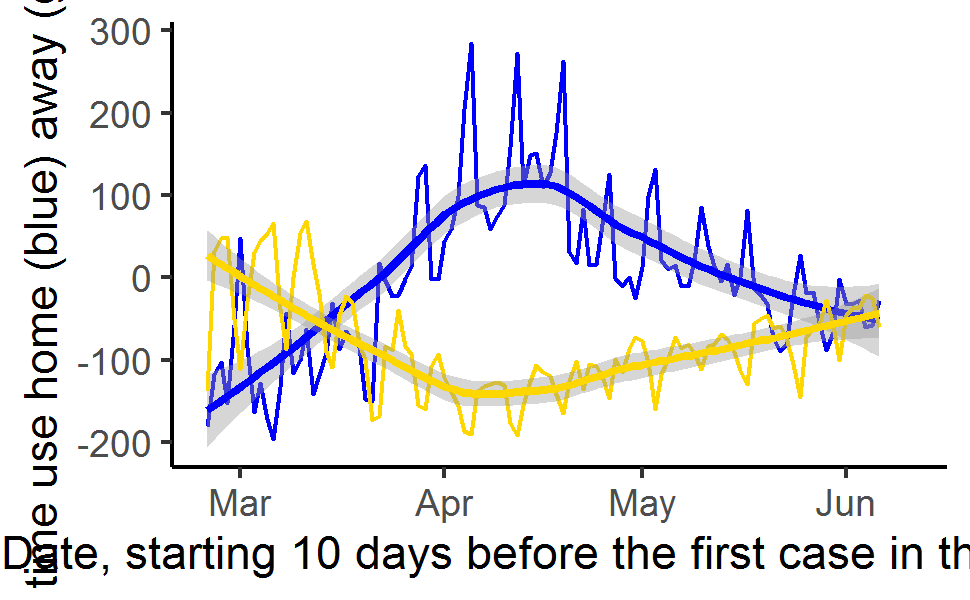 time use home (blue) away (
300
200
100
0
-100
-200
Mar Apr May Jun
Date, starting 10 days before the first case in th